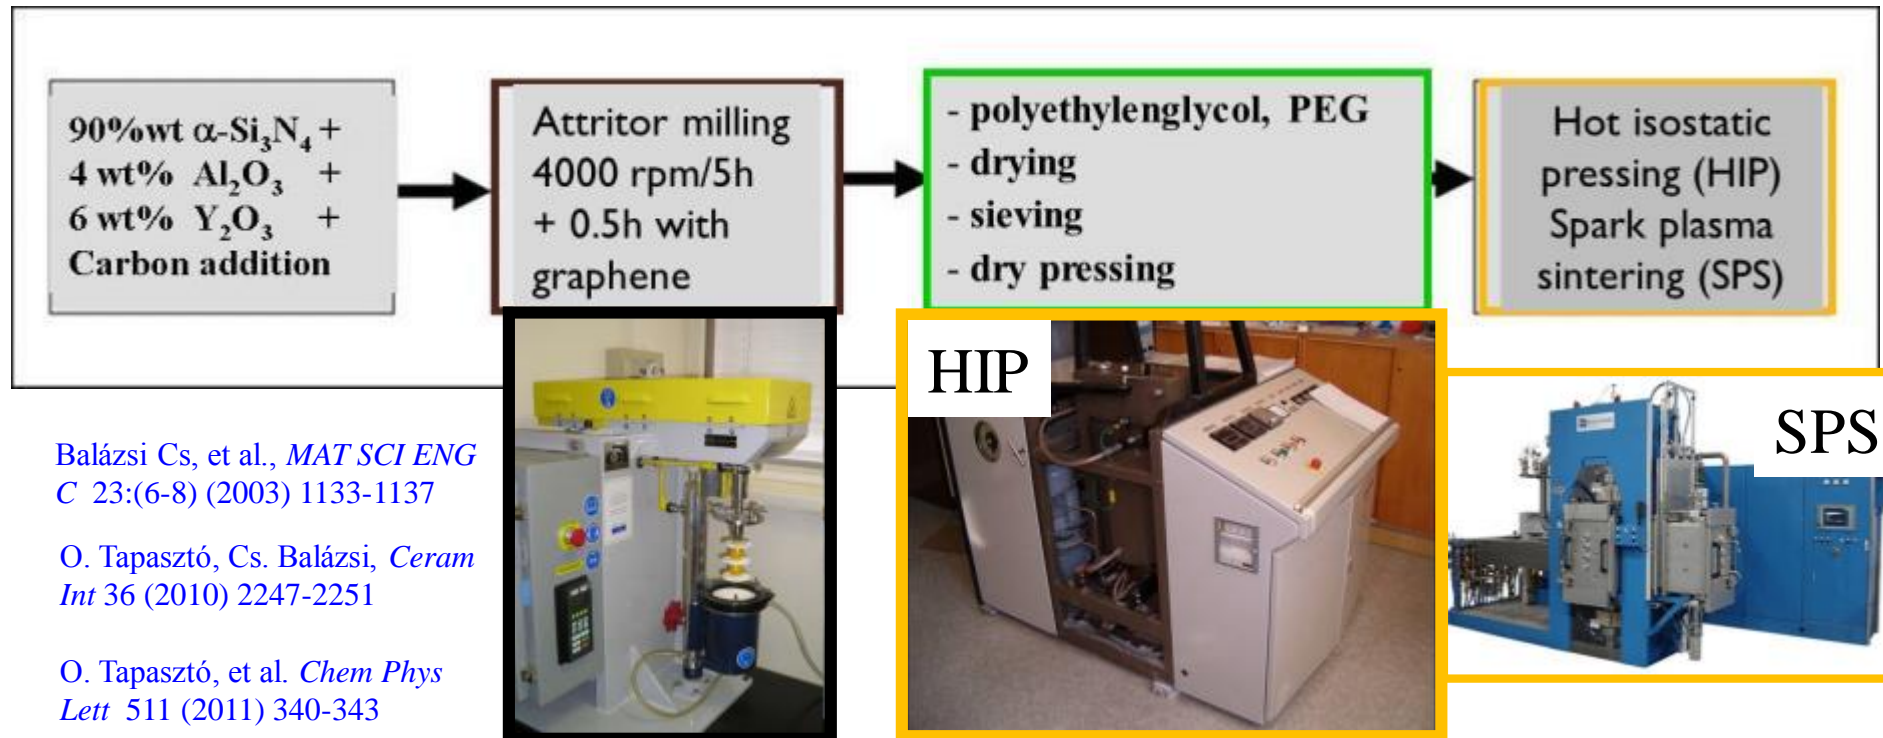 90%wt α-Si₃N₄ +
4 wt% Al₂O₃ +
6 wt% Y₂O₃ +
Carbon addition
Attritor milling
4000 rpm/5h
+ 0.5h with
graphene
- polyethylenglycol, PEG
- drying
- sieving
- dry pressing
Hot isostatic
pressing (HIP)
Spark plasma
sintering (SPS)
HIP
SPS
Balázsi Cs, et al., MAT SCI ENG
C 23:(6-8) (2003) 1133-1137
O. Tapasztó, Cs. Balázsi, Ceram
Int 36 (2010) 2247-2251
O. Tapasztó, et al. Chem Phys
Lett 511 (2011) 340-343